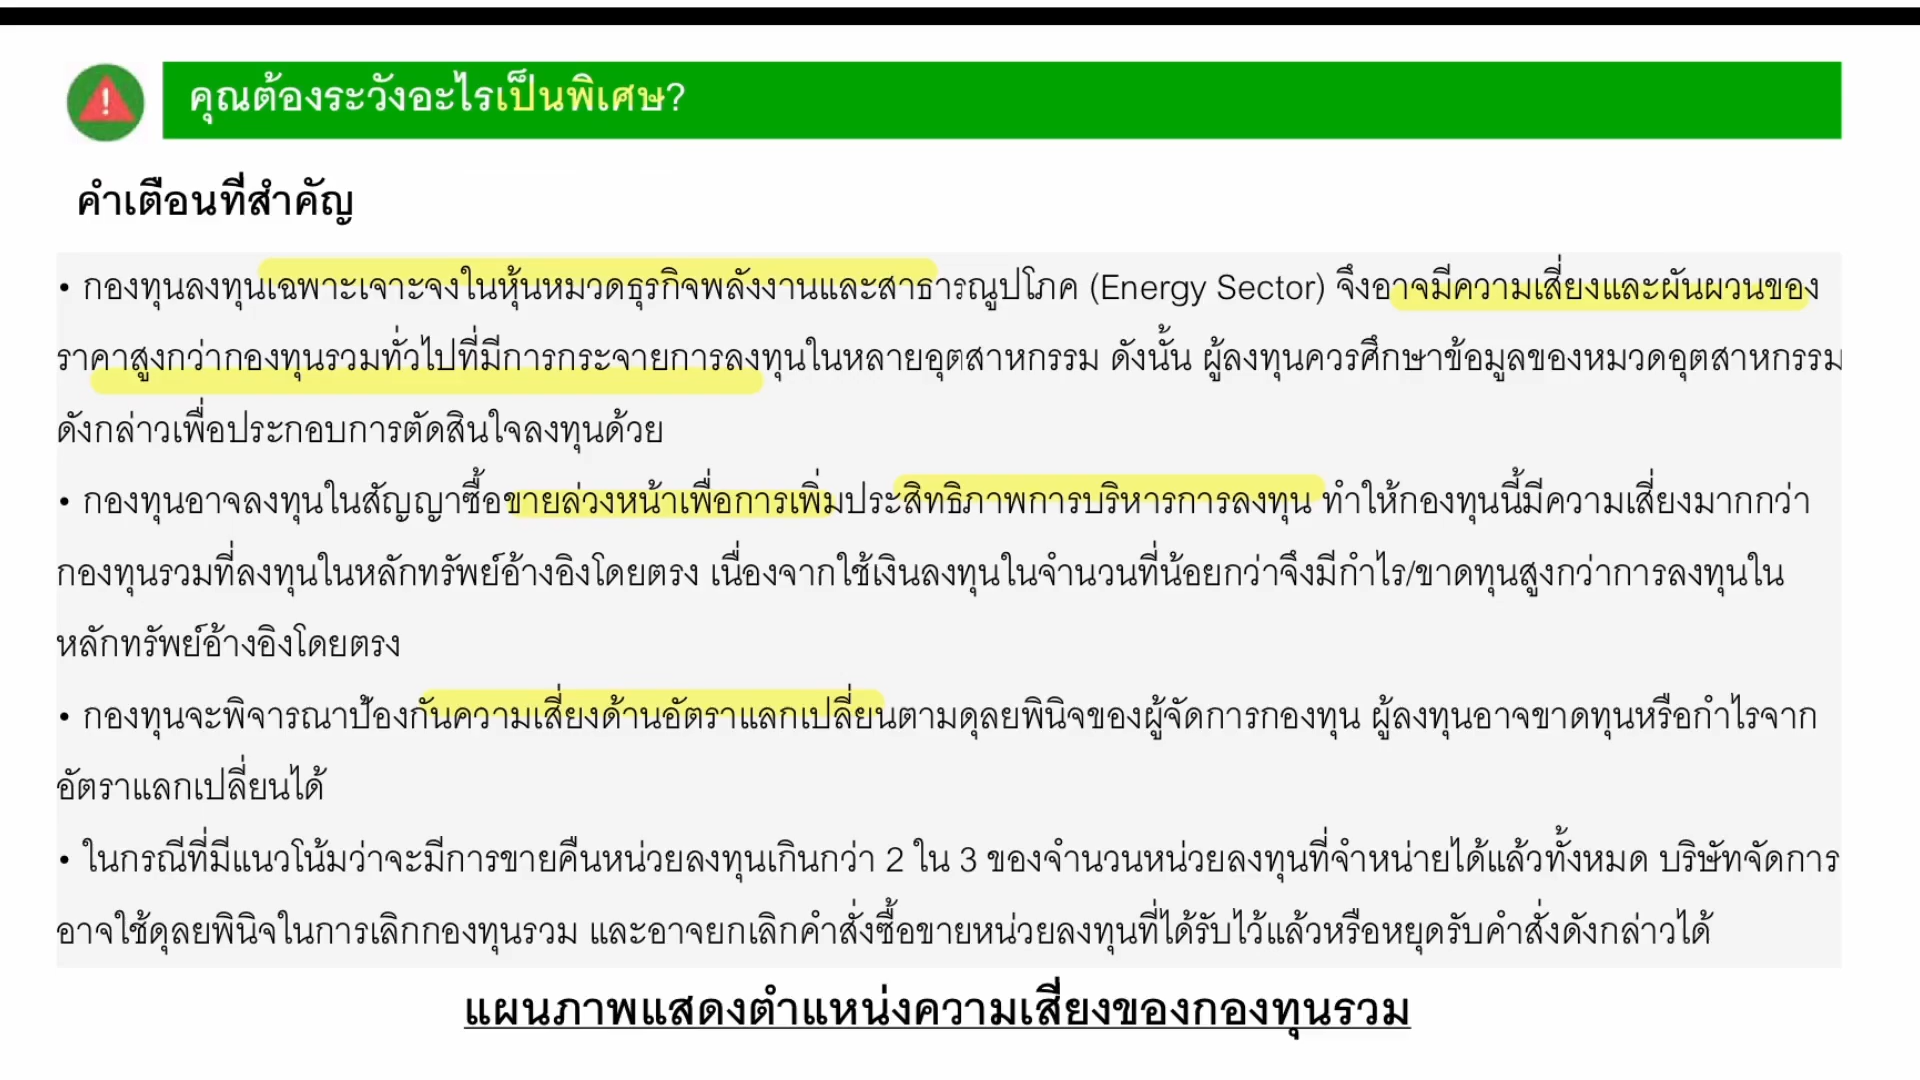 คุณต้องระวังอะไรเป็นพิเศษ?
คำเตือนที่สำคัญ
• กองทุนลงทุนเฉพาะเจาะจงในหุ้นหมวดธุรกิจพลังงานและสาธารณูปโภค (Energy Sector) จึงอาจมีความเสี่ยงและผันผวนของ
ราคาสูงกว่ากองทุนรวมทั่วไปที่มีการกระจายการลงทุนในหลายอุตสาหกรรม ดังนั้น ผู้ลงทุนควรศึกษาข้อมูลของหมวดอุตสาหกรรม
ดังกล่าวเพื่อประกอบการตัดสินใจลงทุนด้วย
• กองทุนอาจลงทุนในสัญญาซื้อขายล่วงหน้าเพื่อการเพิ่มประสิทธิภาพการบริหารการลงทุน ทำให้กองทุนนี้มีความเสี่ยงมากกว่า
กองทุนรวมที่ลงทุนในหลักทรัพย์อ้างอิงโดยตรง เนื่องจากใช้เงินลงทุนในจำนวนที่น้อยกว่าจึงมีกำไร/ขาดทุนสูงกว่าการลงทุนใน
หลักทรัพย์อ้างอิงโดยตรง
• กองทุนจะพิจารณาป้องกันความเสี่ยงด้านอัตราแลกเปลี่ยนตามดุลยพินิจของผู้จัดการกองทุน ผู้ลงทุนอาจขาดทุนหรือกำไรจาก
อัตราแลกเปลี่ยนได้
• ในกรณีที่มีแนวโน้มว่าจะมีการขายคืนหน่วยลงทุนเกินกว่า 2 ใน 3 ของจำนวนหน่วยลงทุนที่จำหน่ายได้แล้วทั้งหมด บริษัทจัดการ
อาจใช้ดุลยพินิจในการเลิกกองทุนรวม และอาจยกเลิกคำสั่งซื้อขายหน่วยลงทุนที่ได้รับไว้แล้วหรือหยุดรับคำสั่งดังกล่าวได้
แผนภาพแสดงตำแหน่งความเสี่ยงของกองทุนรวม